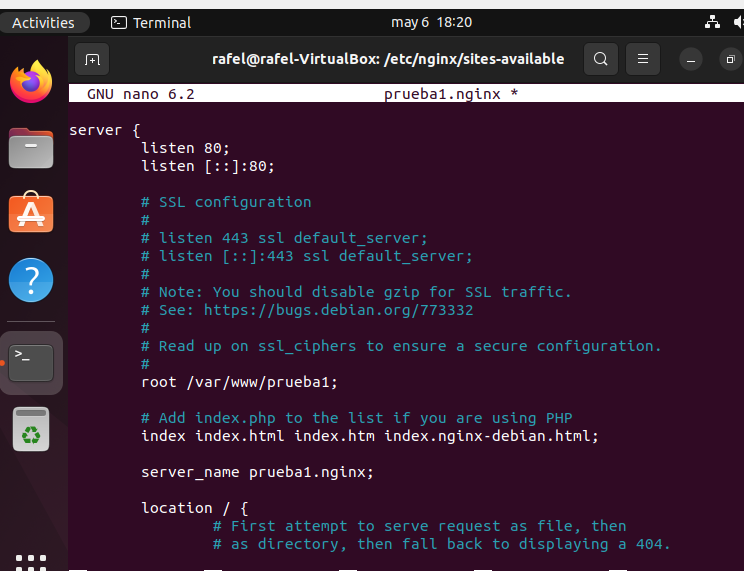 Activities Terminal may 6 18:20
rafel@rafel-VirtualBox: /etc/nginx/sites-available
GNU nano 6.2 prueba1.nginx *
server {
listen 80;
listen [::]:80;
# SSL configuration
#
# listen 443 ssl default_server;
# listen [::]:443 ssl default_server;
#
# Note: You should disable gzip for SSL traffic.
# See: https://bugs.debian.org/773332
#
# Read up on ssl_ciphers to ensure a secure configuration.
#
root /var/www/prueba1;
# Add index.php to the list if you are using PHP
index index.html index.htm index.nginx-debian.html;
server_name prueba1.nginx;
location / {
# First attempt to serve request as file, then
# as directory, then fall back to displaying a 404.